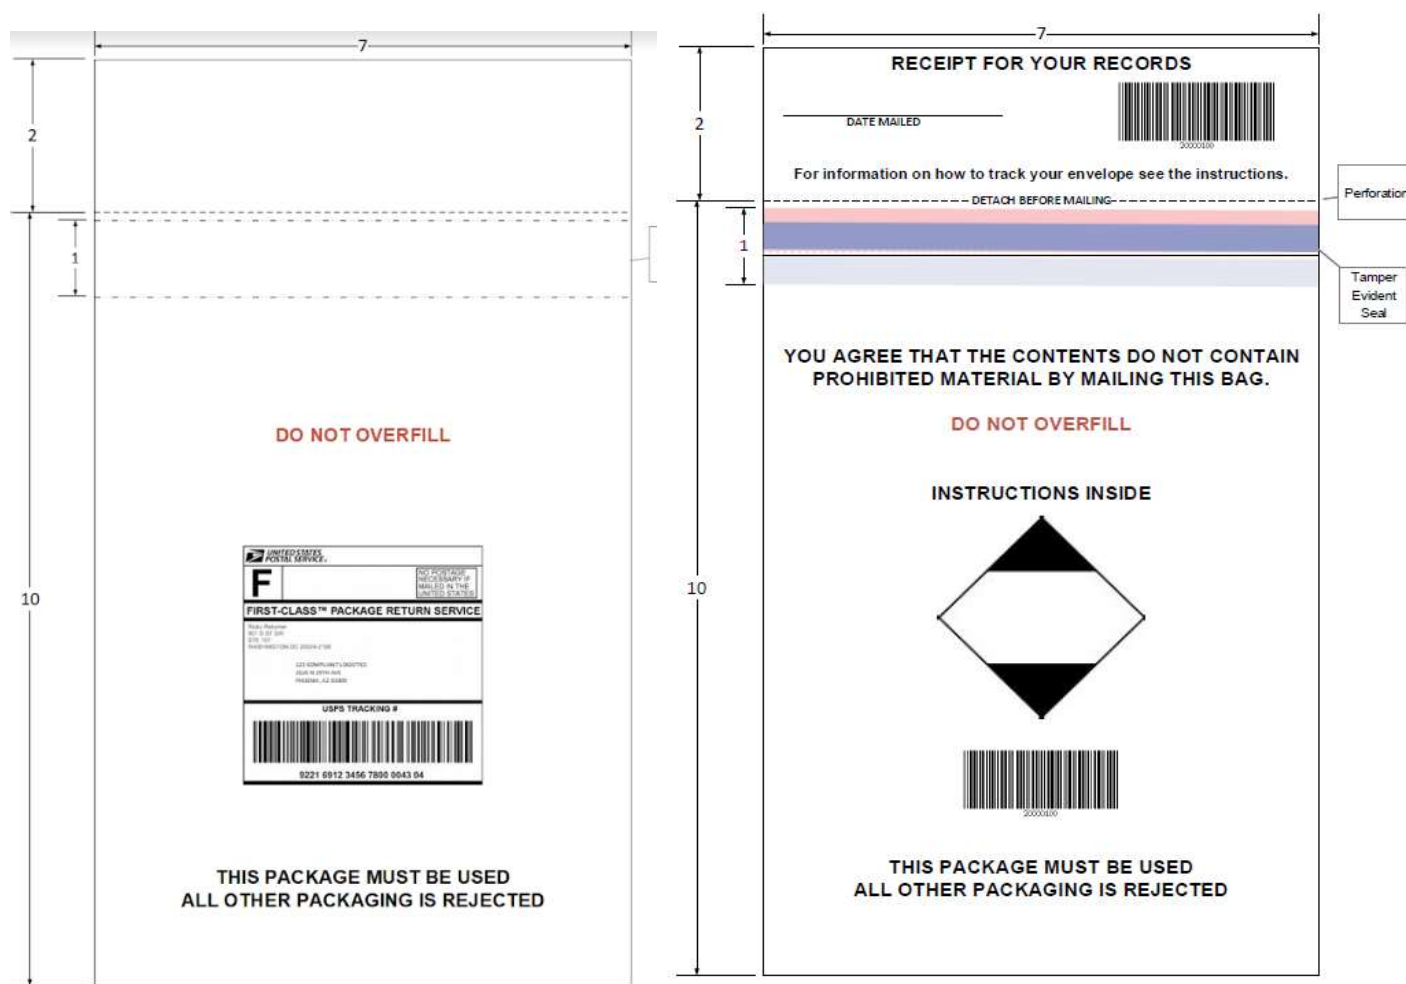 7
2
1
10
DO NOT OVERFILL
UNITED STATES
POSTAL SERVICE.
F
NO POSTAGE
NECESSARY IF
MAILED IN THE
UNITED STATES
FIRST-CLASS™ PACKAGE RETURN SERVICE
PHOENIX, AZ
USPS TRACKING #
9221 6912 3456 7800 0043 04
THIS PACKAGE MUST BE USED
ALL OTHER PACKAGING IS REJECTED
7
2
1
10
RECEIPT FOR YOUR RECORDS
DATE MAILED
20000100
For information on how to track your envelope see the instructions.
DETACH BEFORE MAILING
Perforation
Tamper
Evident
Seal
YOU AGREE THAT THE CONTENTS DO NOT CONTAIN
PROHIBITED MATERIAL BY MAILING THIS BAG.
DO NOT OVERFILL
INSTRUCTIONS INSIDE
20000100
THIS PACKAGE MUST BE USED
ALL OTHER PACKAGING IS REJECTED